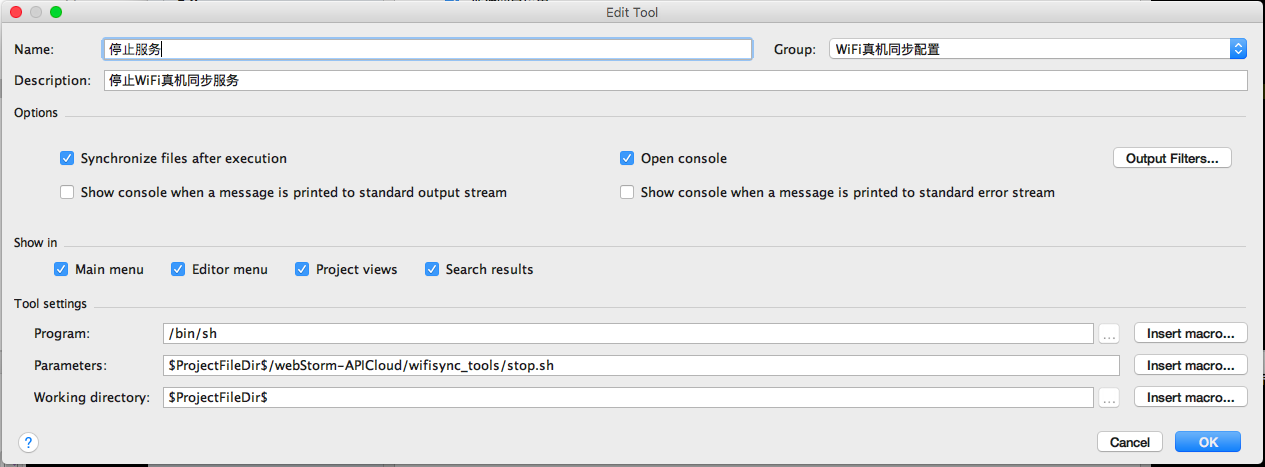 Edit Tool
Name: 停止服务 Group: WiFi真机同步配置
Description: 停止WiFi真机同步服务
Options
Synchronize files after execution Open console Output Filters...
Show console when a message is printed to standard output stream Show console when a message is printed to standard error stream
Show in
Main menu Editor menu Project views Search results
Tool settings
Program: /bin/sh ... Insert macro...
Parameters: $ProjectFileDir$/webStorm-APICloud/wifisync_tools/stop.sh Insert macro...
Working directory: $ProjectFileDir$ ... Insert macro...
? Cancel OK